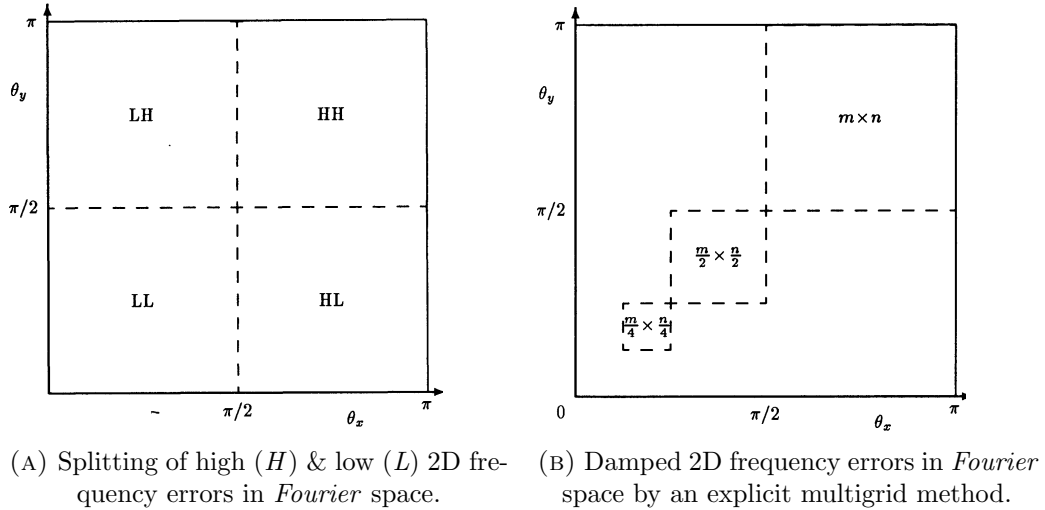 π
θy
LH
HH
π/2
LL
HL
π/2
θx
π
π
θy
m×n
π/2
m/2 × n/2
m/4 × n/4
0
π/2
θx
π
(A) Splitting of high (H) & low (L) 2D fre-
quency errors in Fourier space.
(B) Damped 2D frequency errors in Fourier
space by an explicit multigrid method.